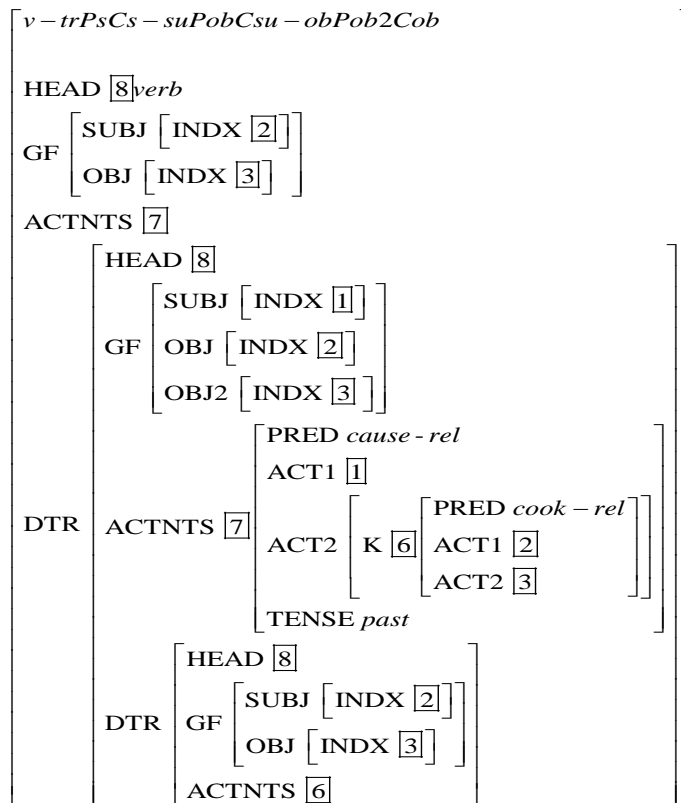 v – trPsCs – suPobCsu – obPob2Cob
HEAD 8 verb
GF [SUBJ [INDX 2]
OBJ [INDX 3]]
ACTNTS 7
DTR
HEAD 8
GF [SUBJ [INDX 1]
OBJ [INDX 2]
OBJ2 [INDX 3]]
ACTNTS 7
PRED cause - rel
ACT1 1
ACT2 [K 6
PRED cook – rel
ACT1 2
ACT2 3
TENSE past
DTR
HEAD 8
GF [SUBJ [INDX 2]
OBJ [INDX 3]]
ACTNTS 6